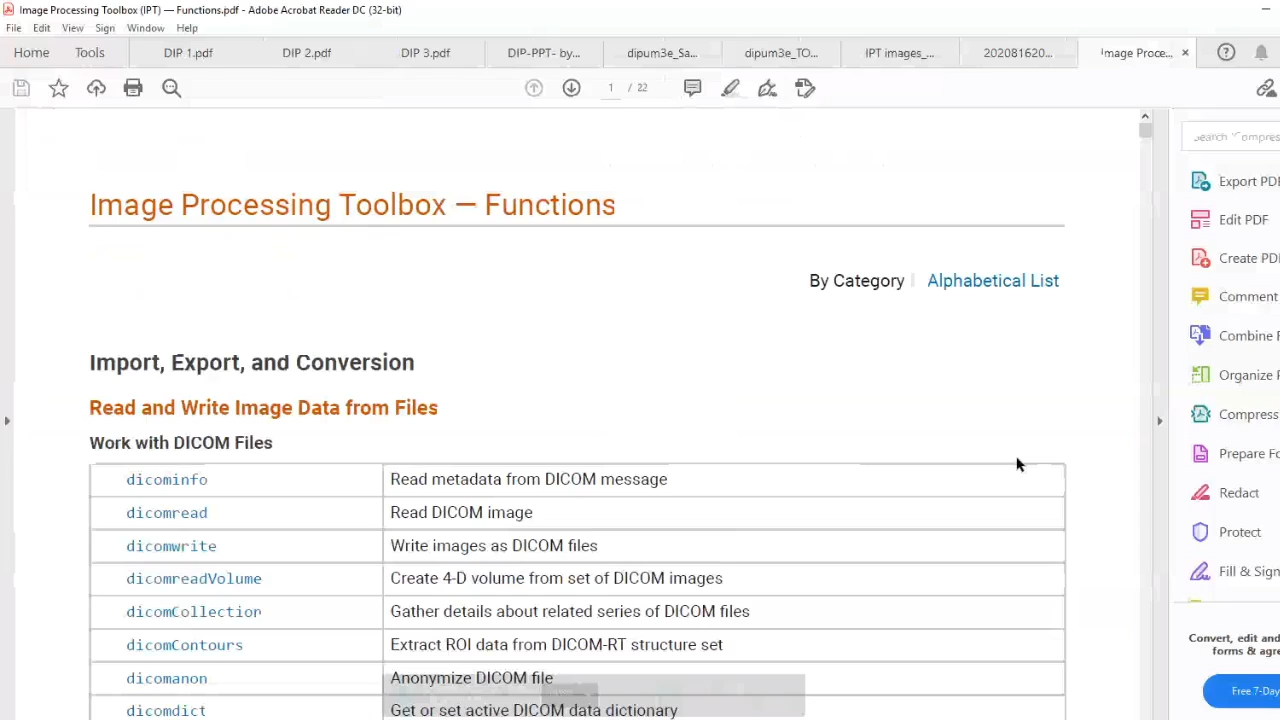 Image Processing Toolbox (IPT) — Functions.pdf - Adobe Acrobat Reader DC (32-bit)
File Edit View Sign Window Help
Home Tools DIP 1.pdf DIP 2.pdf DIP 3.pdf DIP-PPT- by... dipum3e_Sa... dipum3e_TO... IPT images_... 202081620... Image Proce... ×
1 / 22
Search 'Compres
Image Processing Toolbox — Functions
By Category Alphabetical List
Import, Export, and Conversion
Read and Write Image Data from Files
Work with DICOM Files
dicominfo Read metadata from DICOM message
dicomread Read DICOM image
dicomwrite Write images as DICOM files
dicomreadVolume Create 4-D volume from set of DICOM images
dicomCollection Gather details about related series of DICOM files
dicomContours Extract ROI data from DICOM-RT structure set
dicomanon Anonymize DICOM file
dicomdict Get or set active DICOM data dictionary
Export PDF
Edit PDF
Create PD
Comment
Combine F
Organize P
Compress
Prepare Fo
Redact
Protect
Fill & Sign
Convert, edit and
forms & agre
Free 7-Day